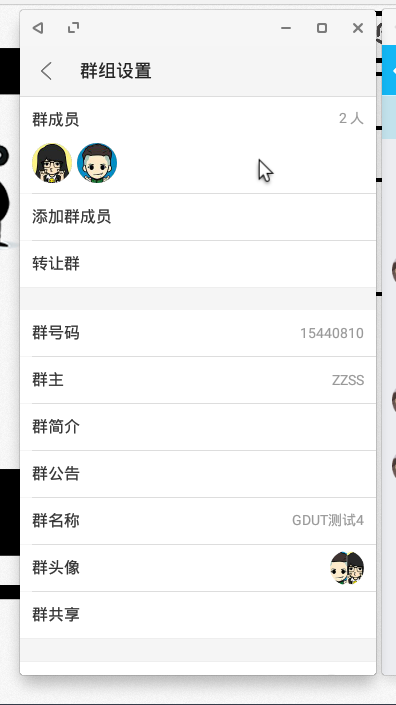 群组设置
群成员 2 人
添加群成员
转让群
群号码 15440810
群主 ZZSS
群简介
群公告
群名称 GDUT测试4
群头像
群共享